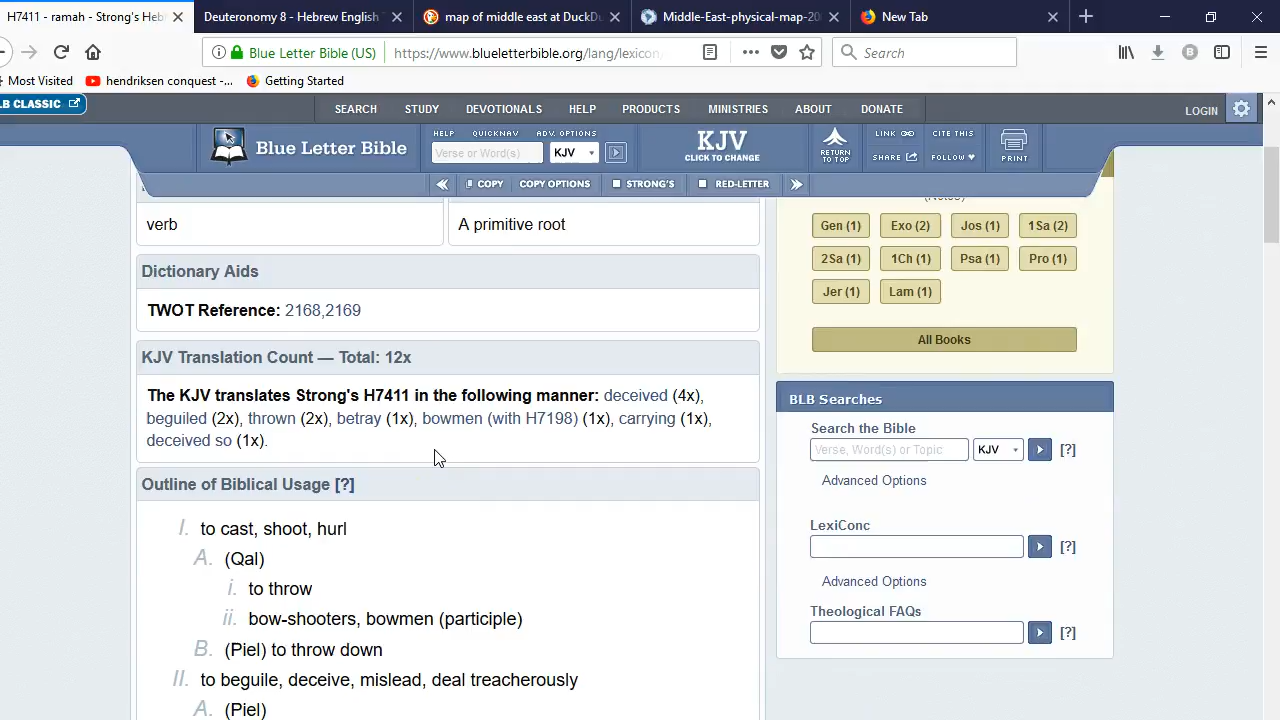 H7411 - ramah - Strong's Hebr
Deuteronomy 8 - Hebrew English
map of middle east at DuckDu
Middle-East-physical-map-20
New Tab
Blue Letter Bible (US)
https://www.blueletterbible.org/lang/lexicon
Search
Most Visited
hendriksen conquest -...
Getting Started
LB CLASSIC
SEARCH STUDY DEVOTIONALS HELP PRODUCTS MINISTRIES ABOUT DONATE
LOGIN
Blue Letter Bible
HELP QUICKNAV ADV. OPTIONS
Verse or Word(s)
KJV
KJV
CLICK TO CHANGE
RETURN
TO TOP
LINK
CITE THIS
SHARE
FOLLOW
PRINT
COPY COPY OPTIONS STRONG'S RED-LETTER
verb
A primitive root
Dictionary Aids
TWOT Reference: 2168,2169
KJV Translation Count — Total: 12x
The KJV translates Strong's H7411 in the following manner: deceived (4x),
beguiled (2x), thrown (2x), betray (1x), bowmen (with H7198) (1x), carrying (1x),
deceived so (1x).
Outline of Biblical Usage [?]
I. to cast, shoot, hurl
A. (Qal)
i. to throw
ii. bow-shooters, bowmen (participle)
B. (Piel) to throw down
II. to beguile, deceive, mislead, deal treacherously
A. (Piel)
Gen (1) Exo (2) Jos (1) 1Sa (2)
2Sa (1) 1Ch (1) Psa (1) Pro (1)
Jer (1) Lam (1)
All Books
BLB Searches
Search the Bible
Verse, Word(s) or Topic
KJV
[?]
Advanced Options
LexiConc
[?]
Advanced Options
Theological FAQs
[?]